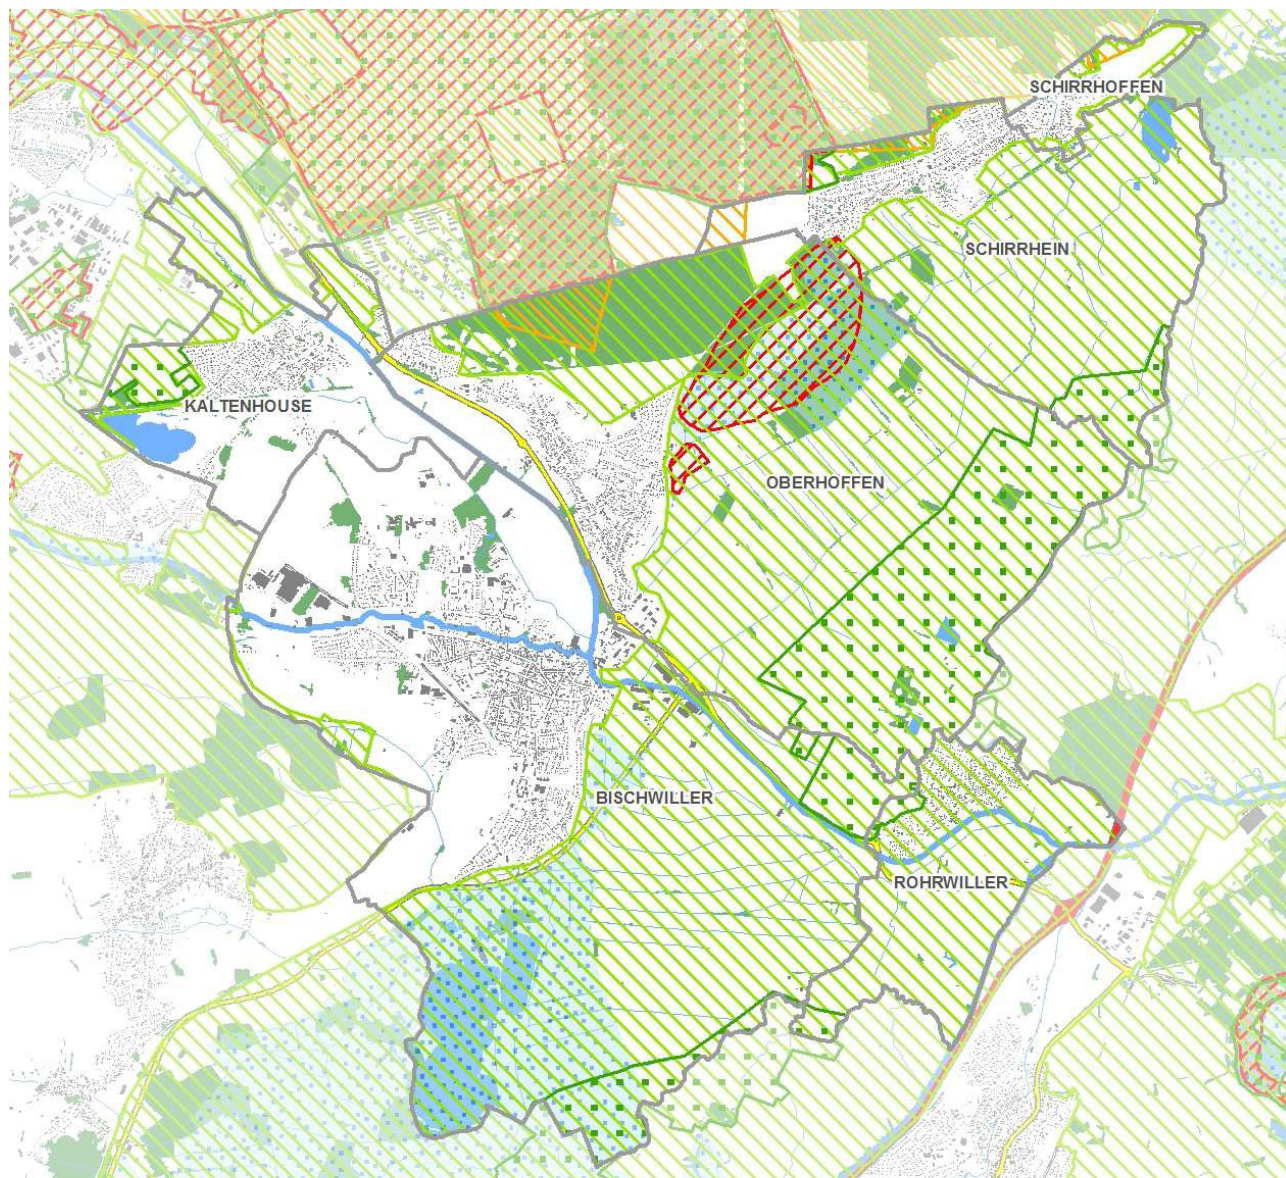 SCHIRRHOFFEN
SCHIRRHEIN
KALTENHOUSE
OBERHOFFEN
BISCHWILLER
ROHRWILLER